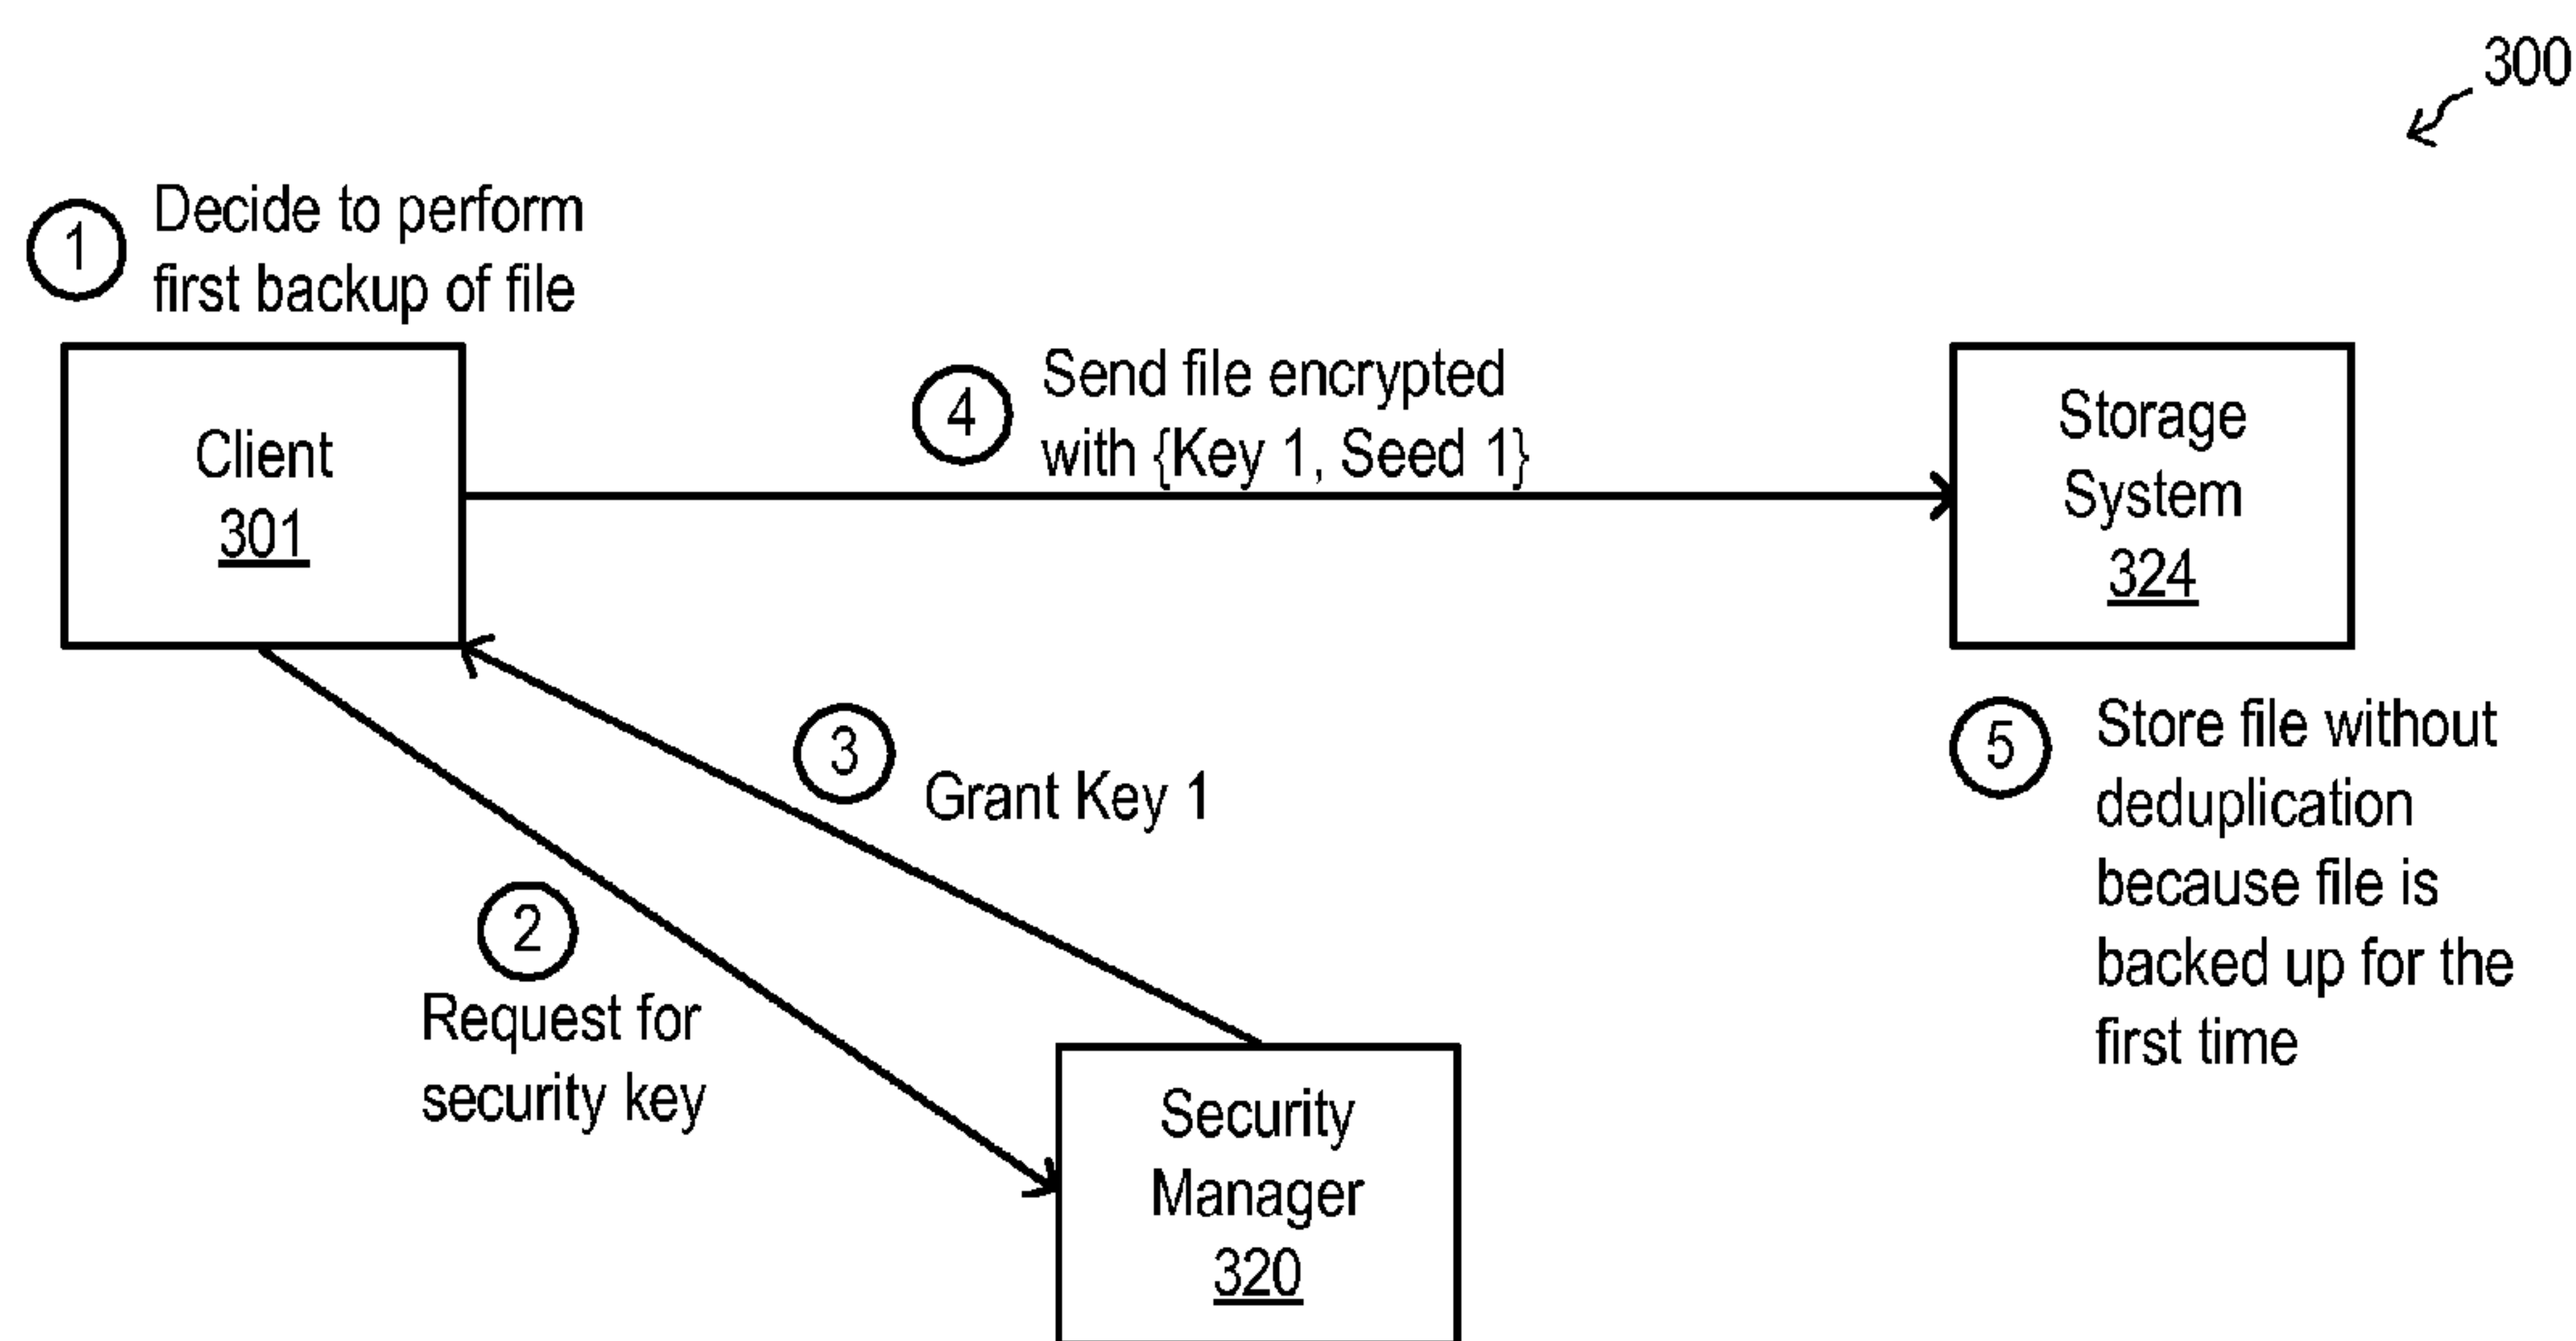 300
1
Decide to perform
first backup of file
Client
301
4
Send file encrypted
with {Key 1, Seed 1}
Storage
System
324
3
Grant Key 1
2
Request for
security key
5
Store file without
deduplication
because file is
backed up for the
first time
Security
Manager
320